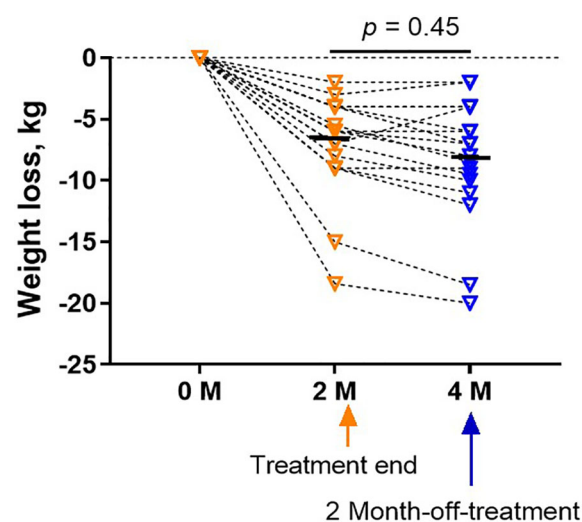 p = 0.45
Weight loss, kg
0
-5
-10
-15
-20
-25
0 M 2 M 4 M
Treatment end
2 Month-off-treatment